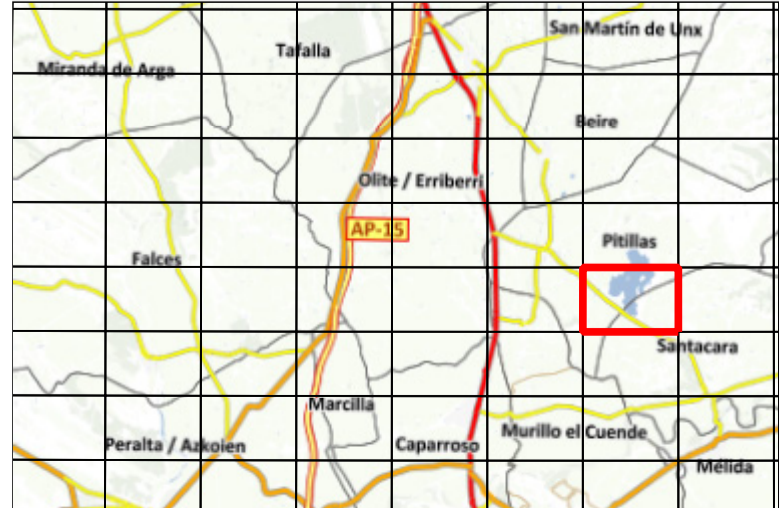 San Martín de Unx
Tafalla
Miranda de Arga
Beire
Olite / Erriberri
AP-15
Pitillas
Falces
Santacara
Marcilla
Murillo el Cuende
Peralta / Azkoien
Caparroso
Mélida